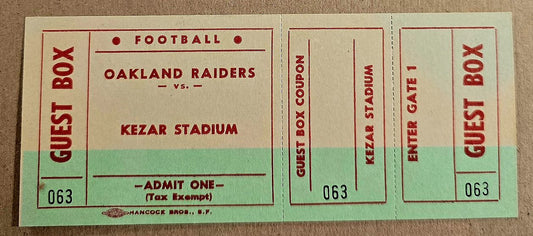 GUEST BOX
063
● FOOTBALL ●
OAKLAND RAIDERS
— VS. —
KEZAR STADIUM
—ADMIT ONE—
(Tax Exempt)
HANCOCK BROS., S.F.
GUEST BOX COUPON
063
KEZAR STADIUM
ENTER GATE 1
GUEST BOX
063